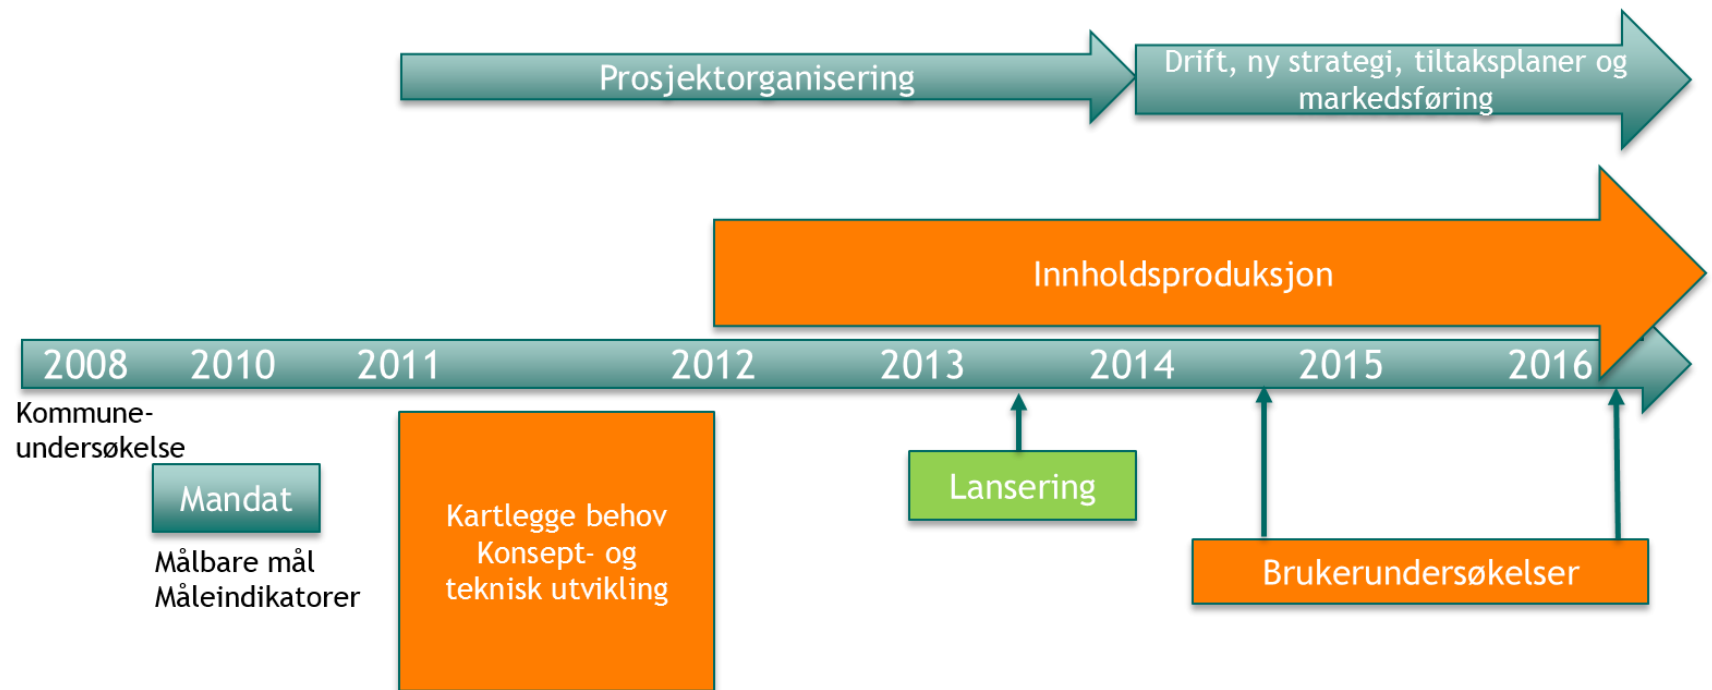 Prosjektorganisering
Drift, ny strategi, tiltaksplaner og
markedsføring
Innholdsproduksjon
2008 2010 2011 2012 2013 2014 2015 2016
Kommune-
undersøkelse
Mandat
Målbare mål
Måleindikatorer
Kartlegge behov
Konsept- og
teknisk utvikling
Lansering
Brukerundersøkelser